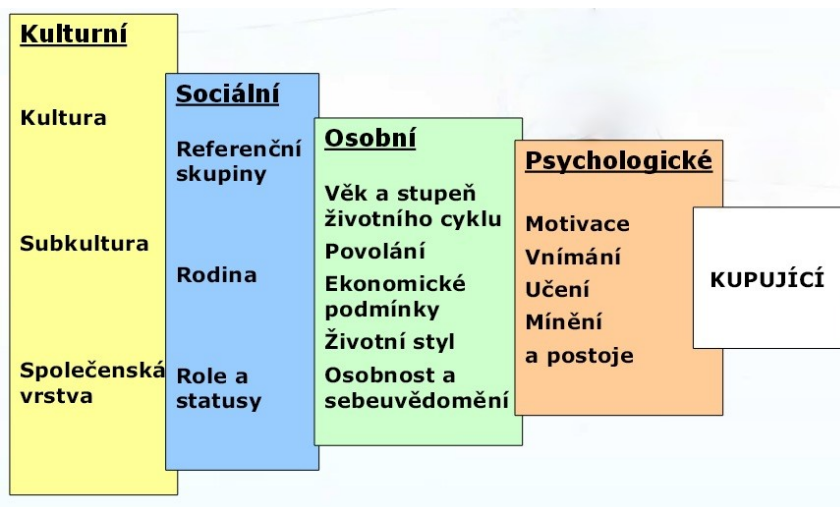 Kulturní
Kultura
Subkultura
Společenská
vrstva
Sociální
Referenční
skupiny
Rodina
Role a
statusy
Osobní
Věk a stupeň
životního cyklu
Povolání
Ekonomické
podmínky
Životní styl
Osobnost a
sebeuvědomění
Psychologické
Motivace
Vnímání
Učení
Mínění
a postoje
KUPUJÍCÍ